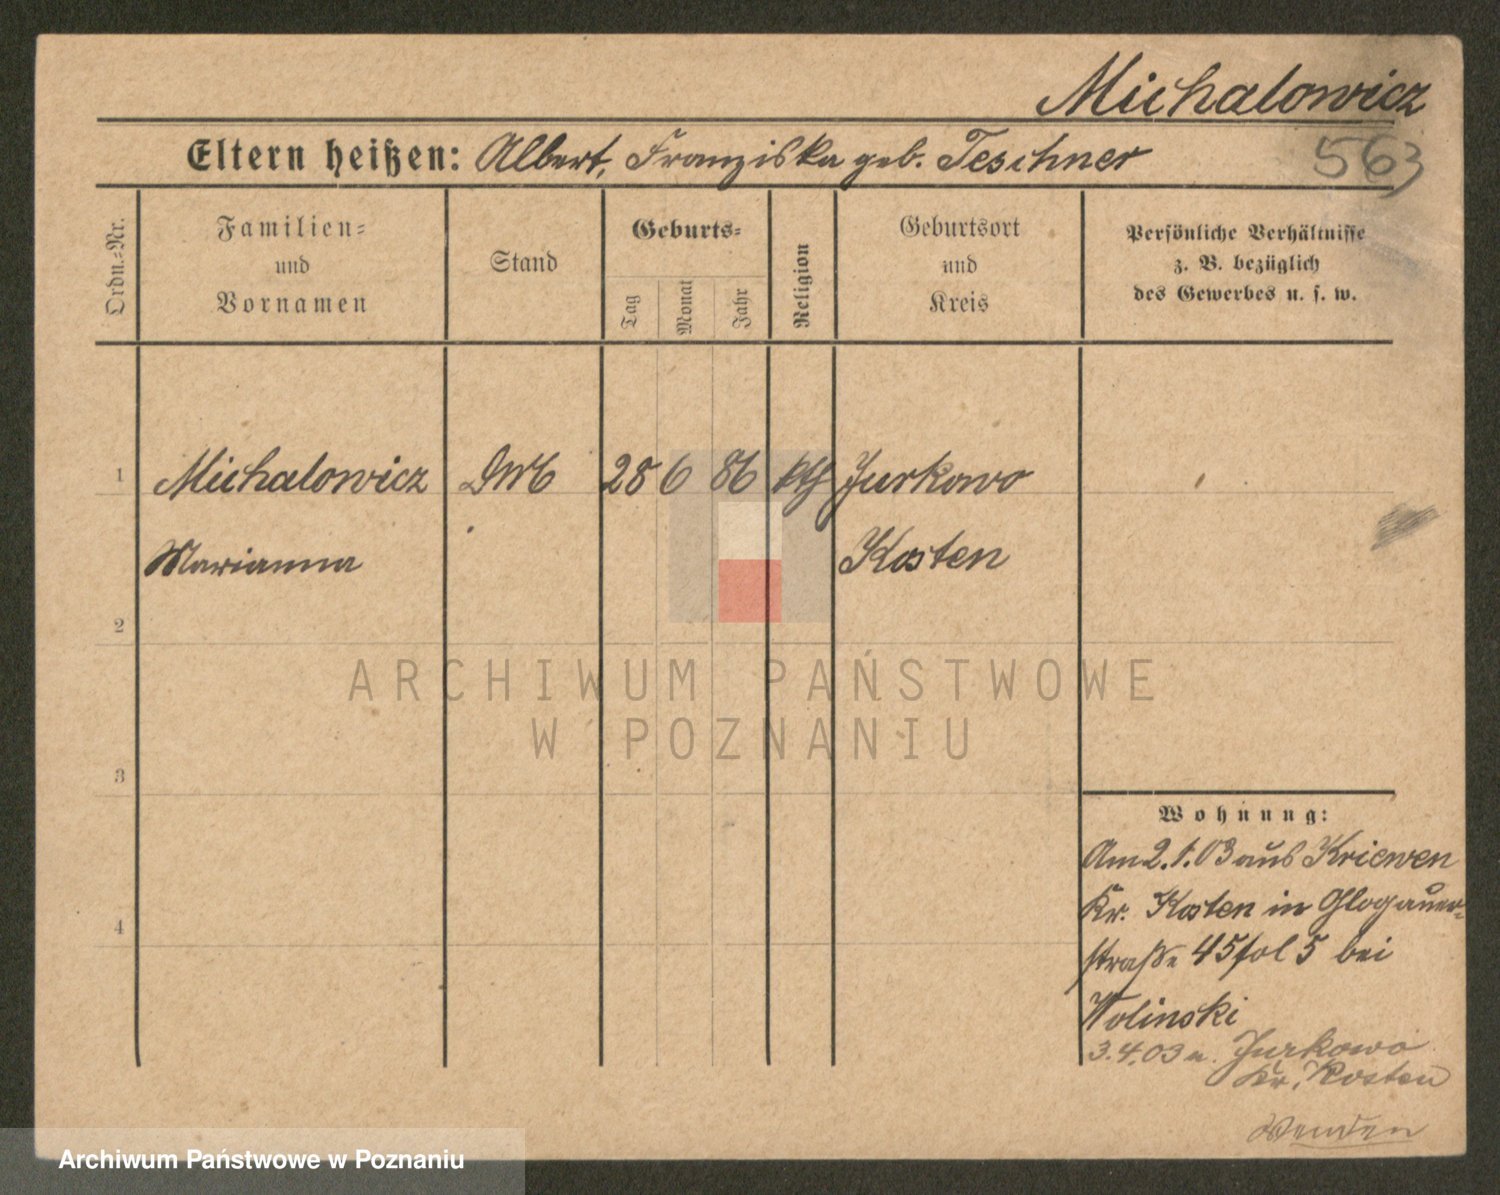 Michalowicz
Eltern heißen: Albert, Franziska geb. Teschner
563
Ordn.=Nr.
Familien=
und
Vornamen
Stand
Geburts=
Tag
Monat
Jahr
Religion
Geburtsort
und
Kreis
Persönliche Verhältnisse
z. B. bezüglich
des Gewerbes u. s. w.
1 Michalowicz 28 6 86 kth Jurkowo
Marianna Kosten
2
ARCHIWUM PAŃSTWOWE
W POZNANIU
3
Wohnung:
Am 2.1.03 aus Kriewen
Kr. Kosten in Glogauer-
4
straße 45 fol 5 bei
Wolinski
3.4.03 n. Jurkowo
Kr. Kosten
Wenden
Archiwum Państwowe w Poznaniu